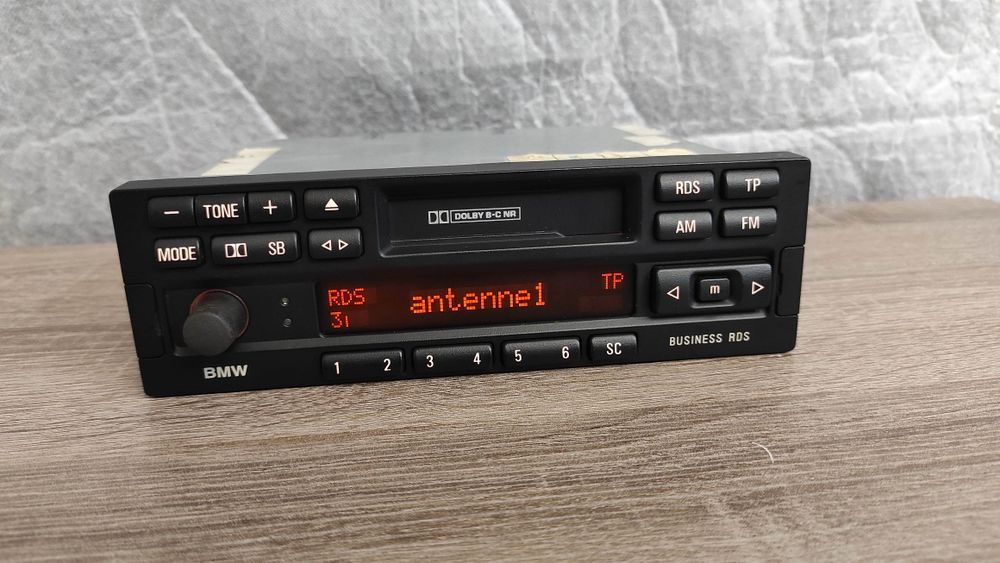 − TONE +
DOLBY B-C NR
RDS TP
MODE SB
AM FM
RDS
antenne1
TP
3i
m
1 2 3 4 5 6 SC
BUSINESS RDS
BMW